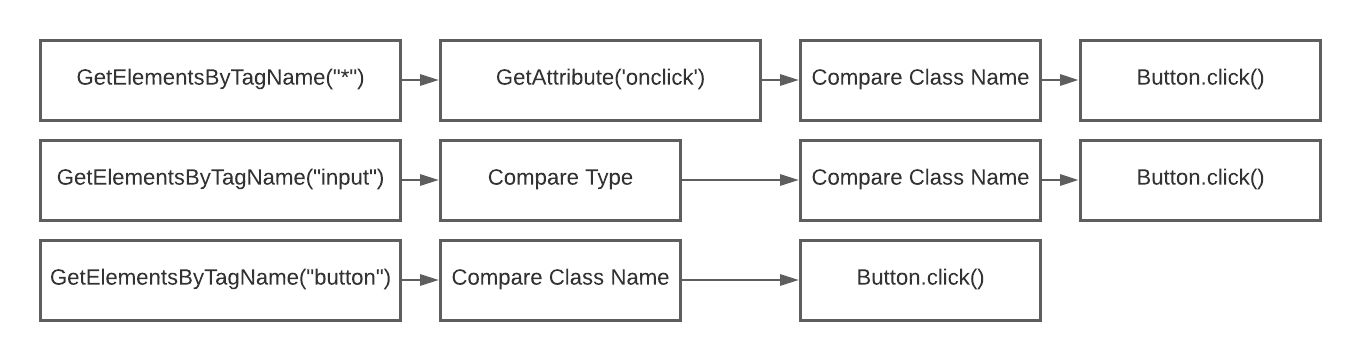 GetElementsByTagName("*")
GetAttribute('onclick')
Compare Class Name
Button.click()
GetElementsByTagName("input")
Compare Type
Compare Class Name
Button.click()
GetElementsByTagName("button")
Compare Class Name
Button.click()